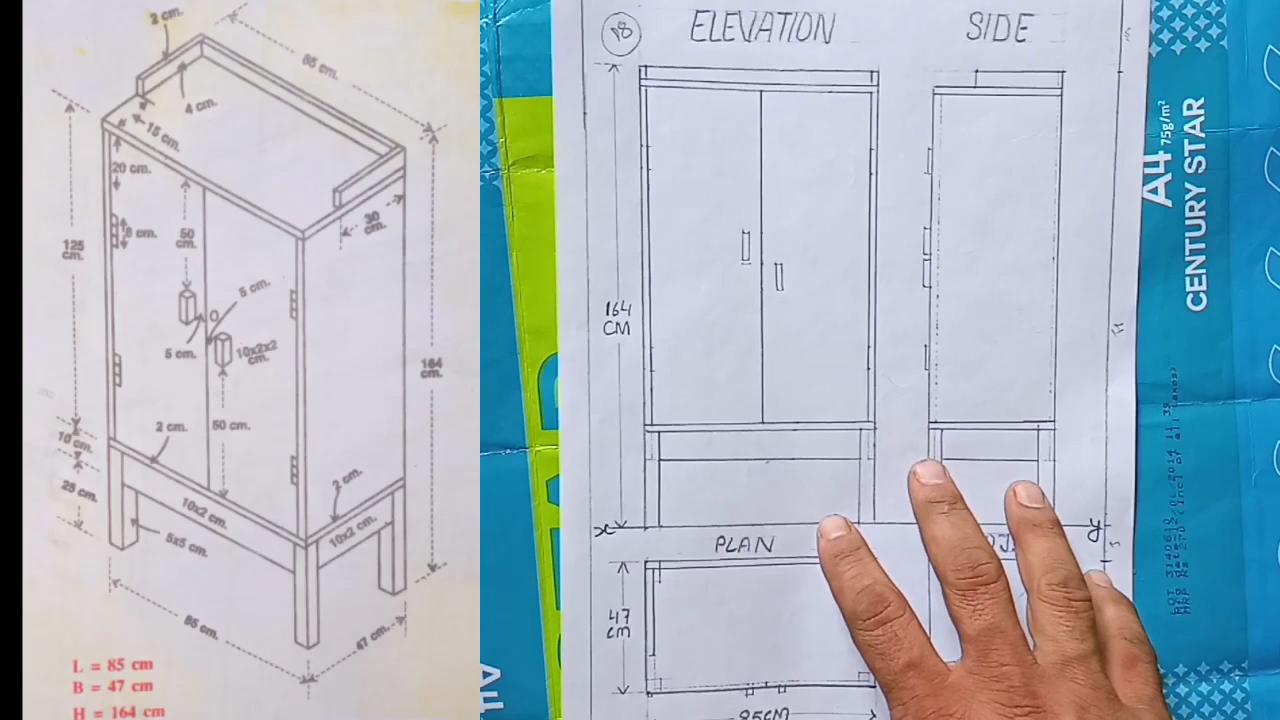 2 cm.
85 cm.
4 cm.
15 cm.
20 cm.
8 cm.
50
cm.
30
cm.
125
cm.
5 cm.
O
5 cm.
10x2x2
cm.
164
cm.
2 cm.
50 cm.
10 cm.
25 cm.
10x2 cm.
2 cm.
10x2 cm.
5x5 cm.
85 cm.
47 cm.
L = 85 cm
B = 47 cm
H = 164 cm
ELEVATION
SIDE
164
CM
x
y
PLAN
47
CM
85CM
A4 75g/m²
CENTURY STAR